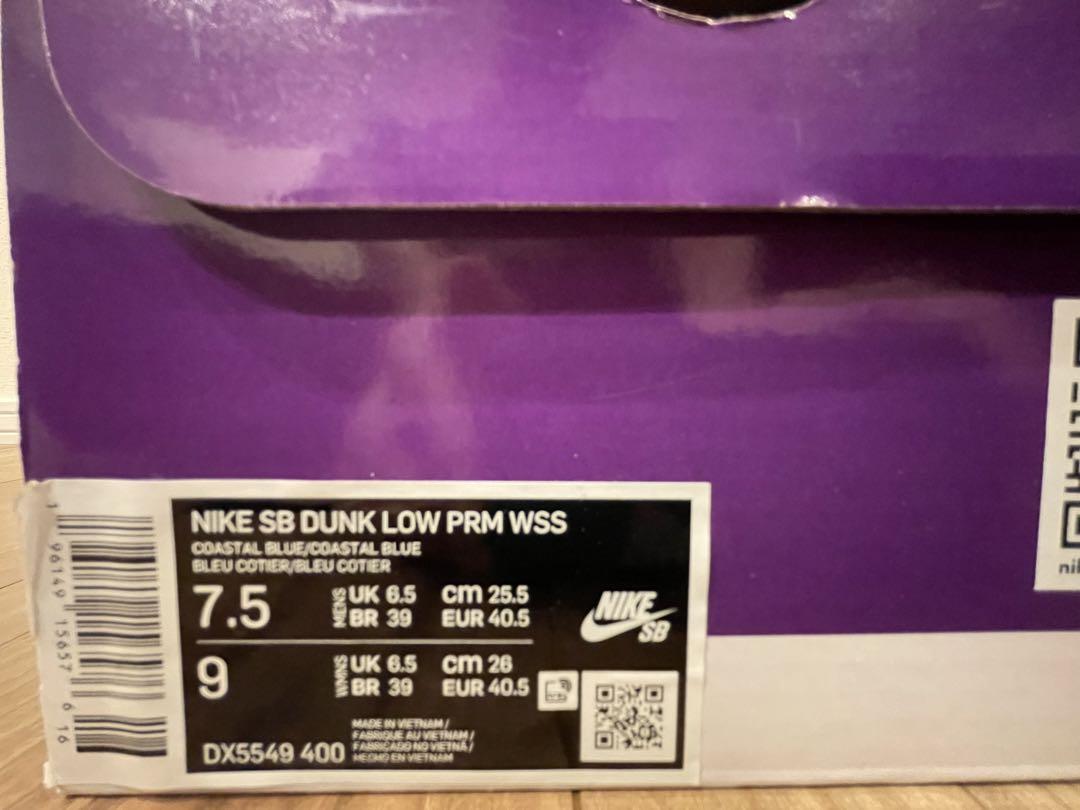 NIKE SB DUNK LOW PRM WSS
COASTAL BLUE/COASTAL BLUE
BLEU COTIER/BLEU COTIER
7.5 MENS UK 6.5 cm 25.5
BR 39 EUR 40.5
9 WMNS UK 6.5 cm 26
BR 39 EUR 40.5
MADE IN VIETNAM /
FABRIQUE AU VIETNAM /
FABRICADO NO VIETNÃ /
HECHO EN VIETNAM
DX5549 400
NIKE
SB
1 96149 15657 6 16